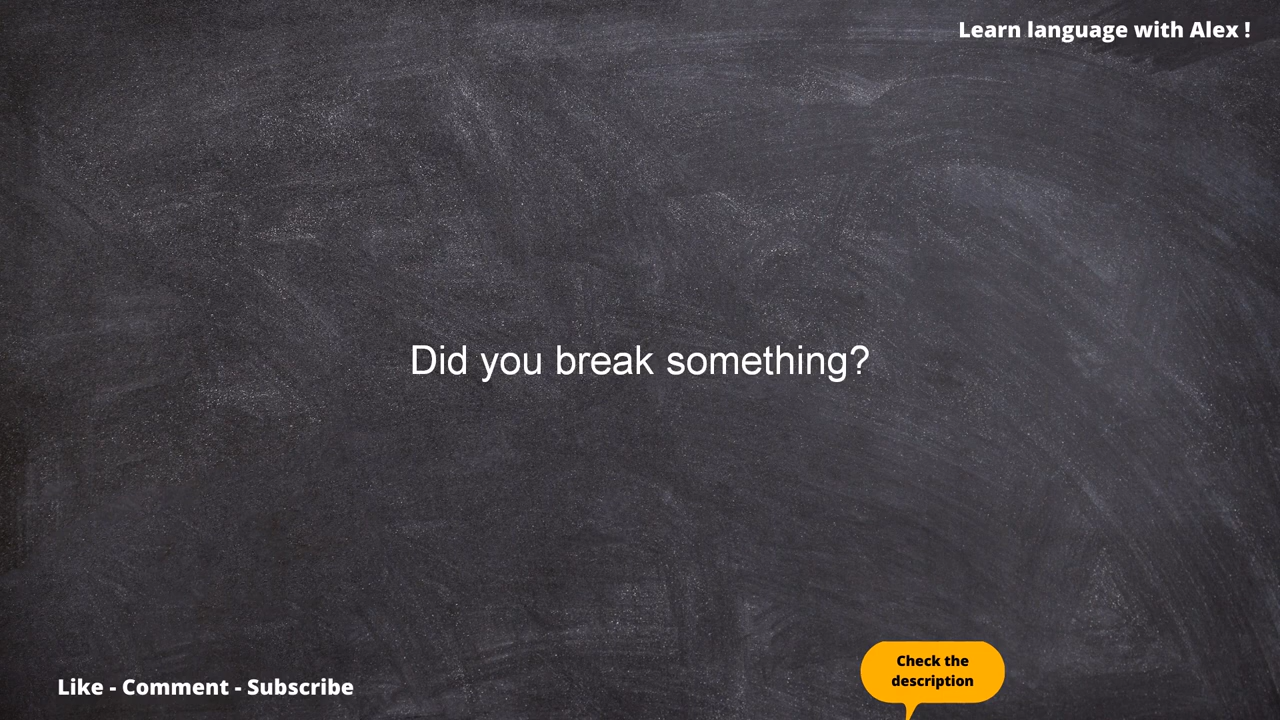 Learn language with Alex !
Did you break something?
Check the
description
Like - Comment - Subscribe